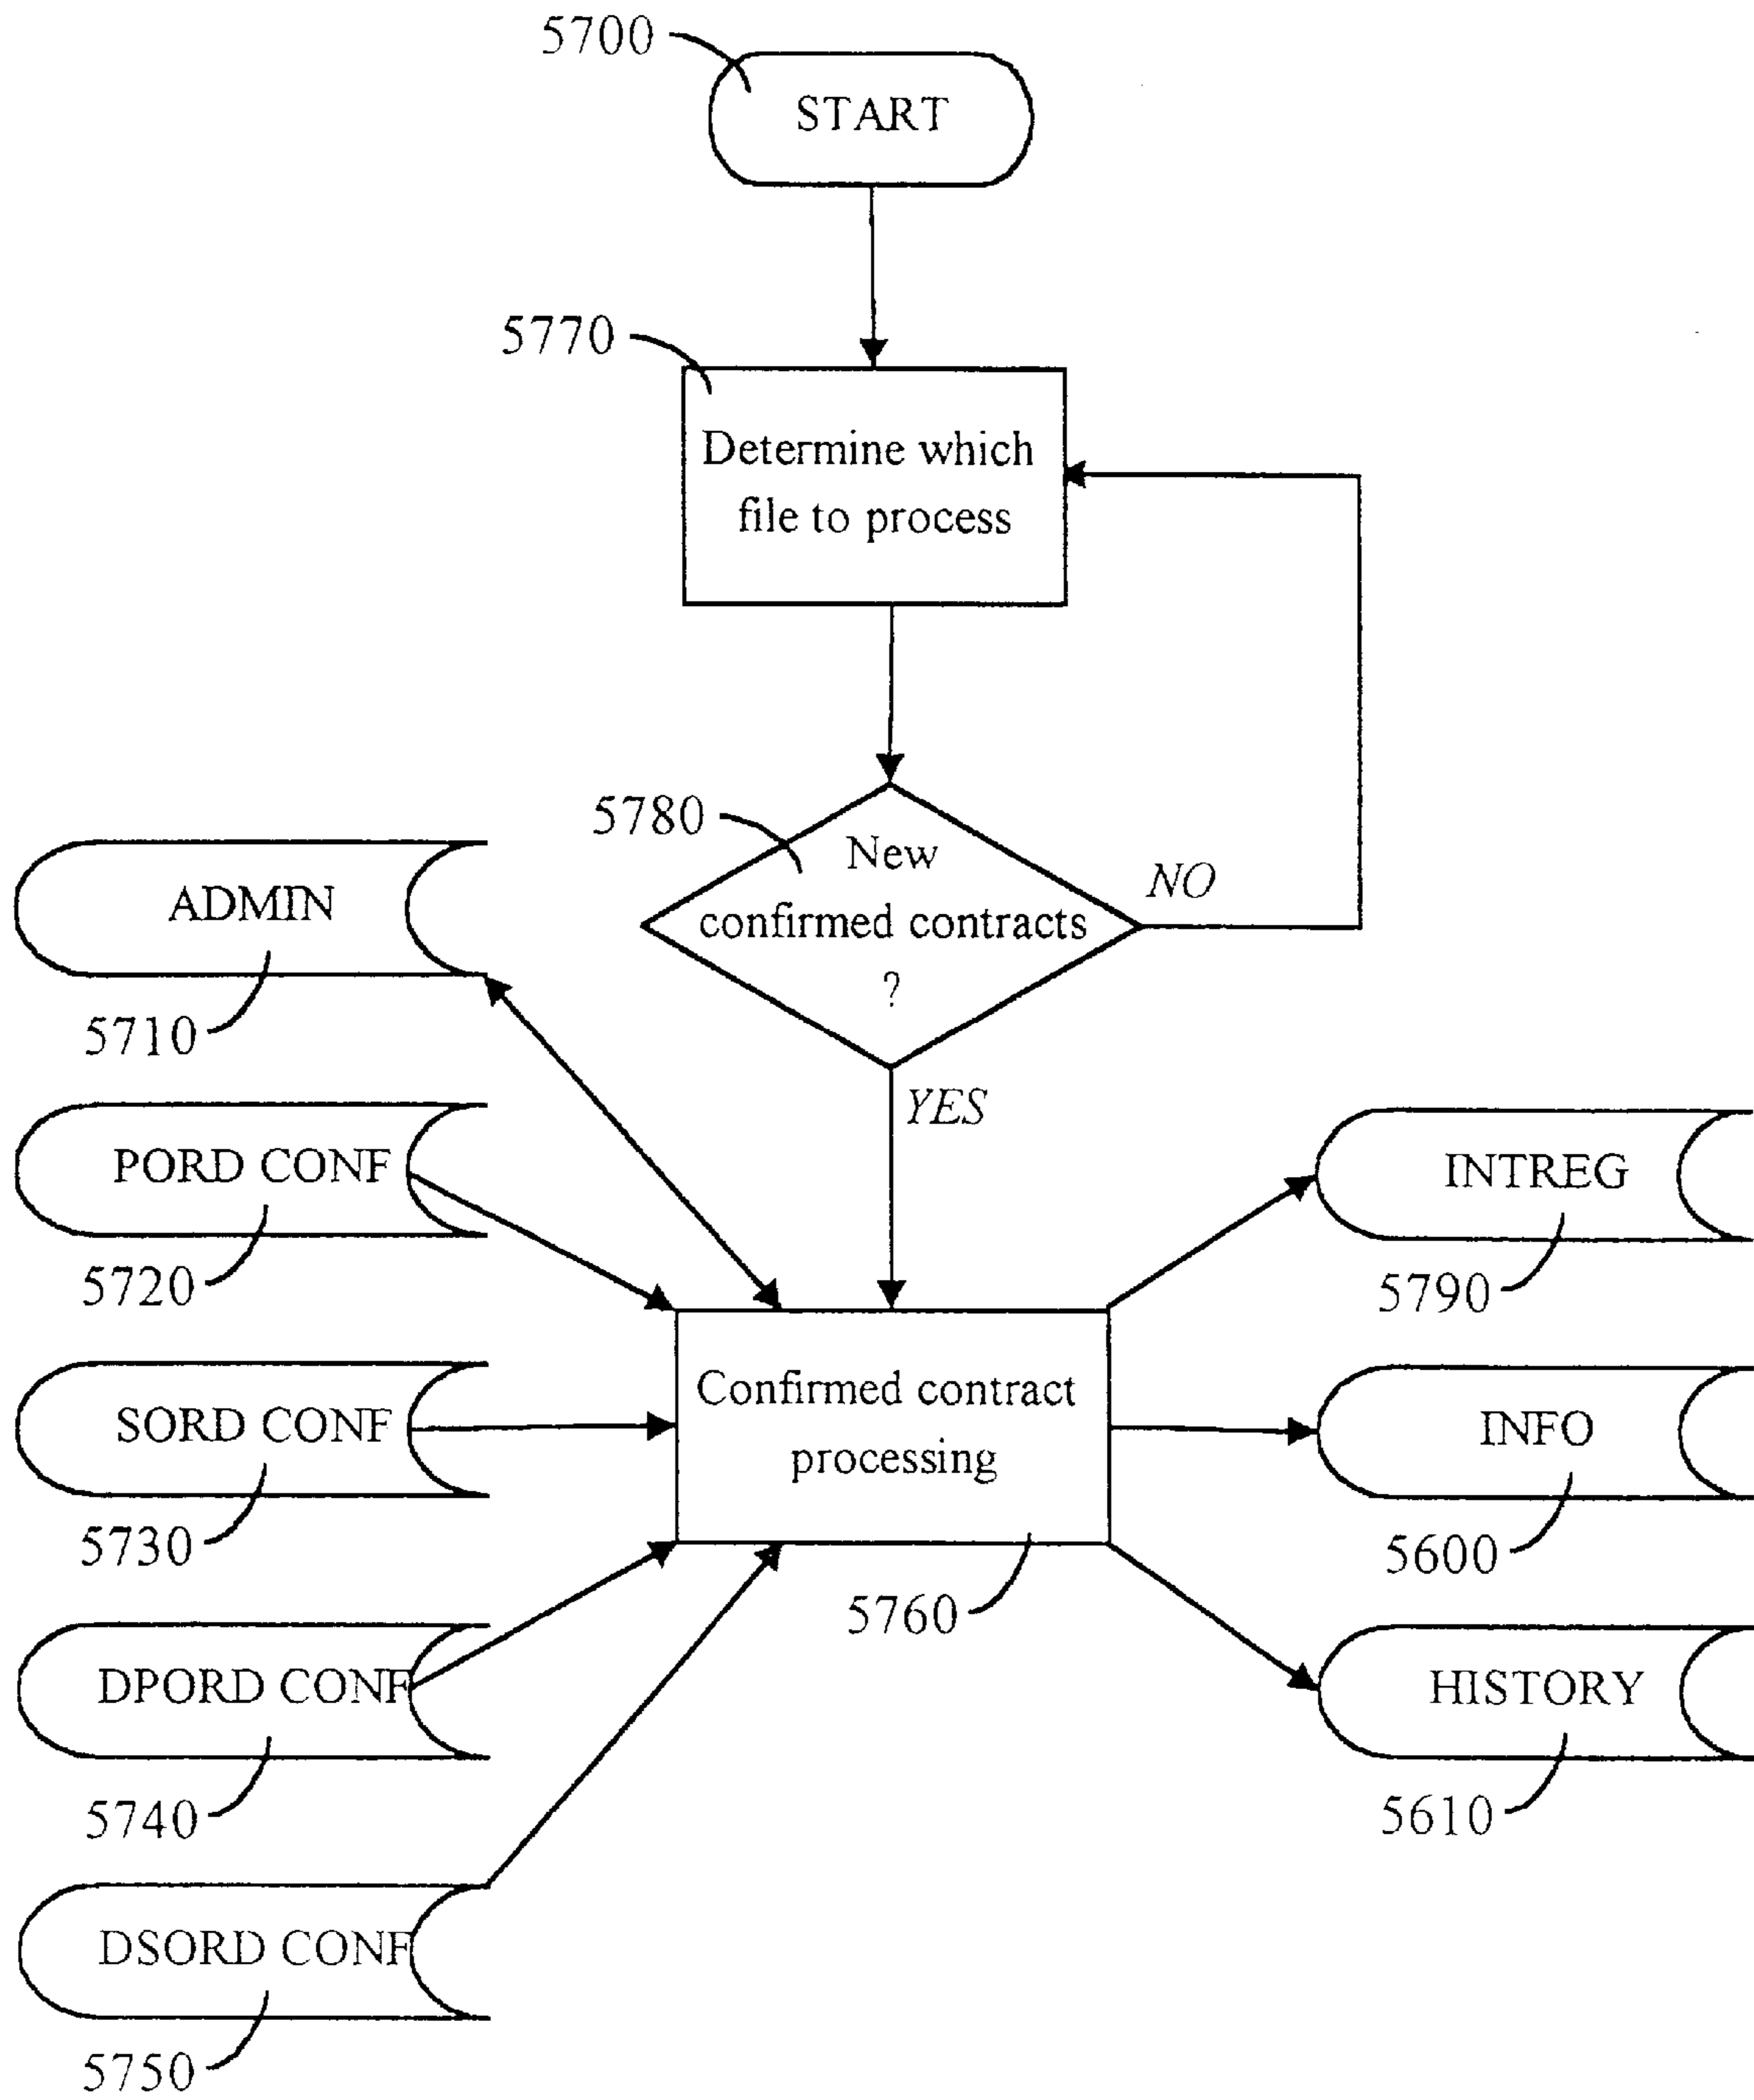 5700
START
5770
Determine which
file to process
5780
New
confirmed contracts
?
NO
YES
ADMIN
5710
PORD CONF
5720
SORD CONF
5730
DPORD CONF
5740
DSORD CONF
5750
Confirmed contract
processing
5760
INTREG
5790
INFO
5600
HISTORY
5610